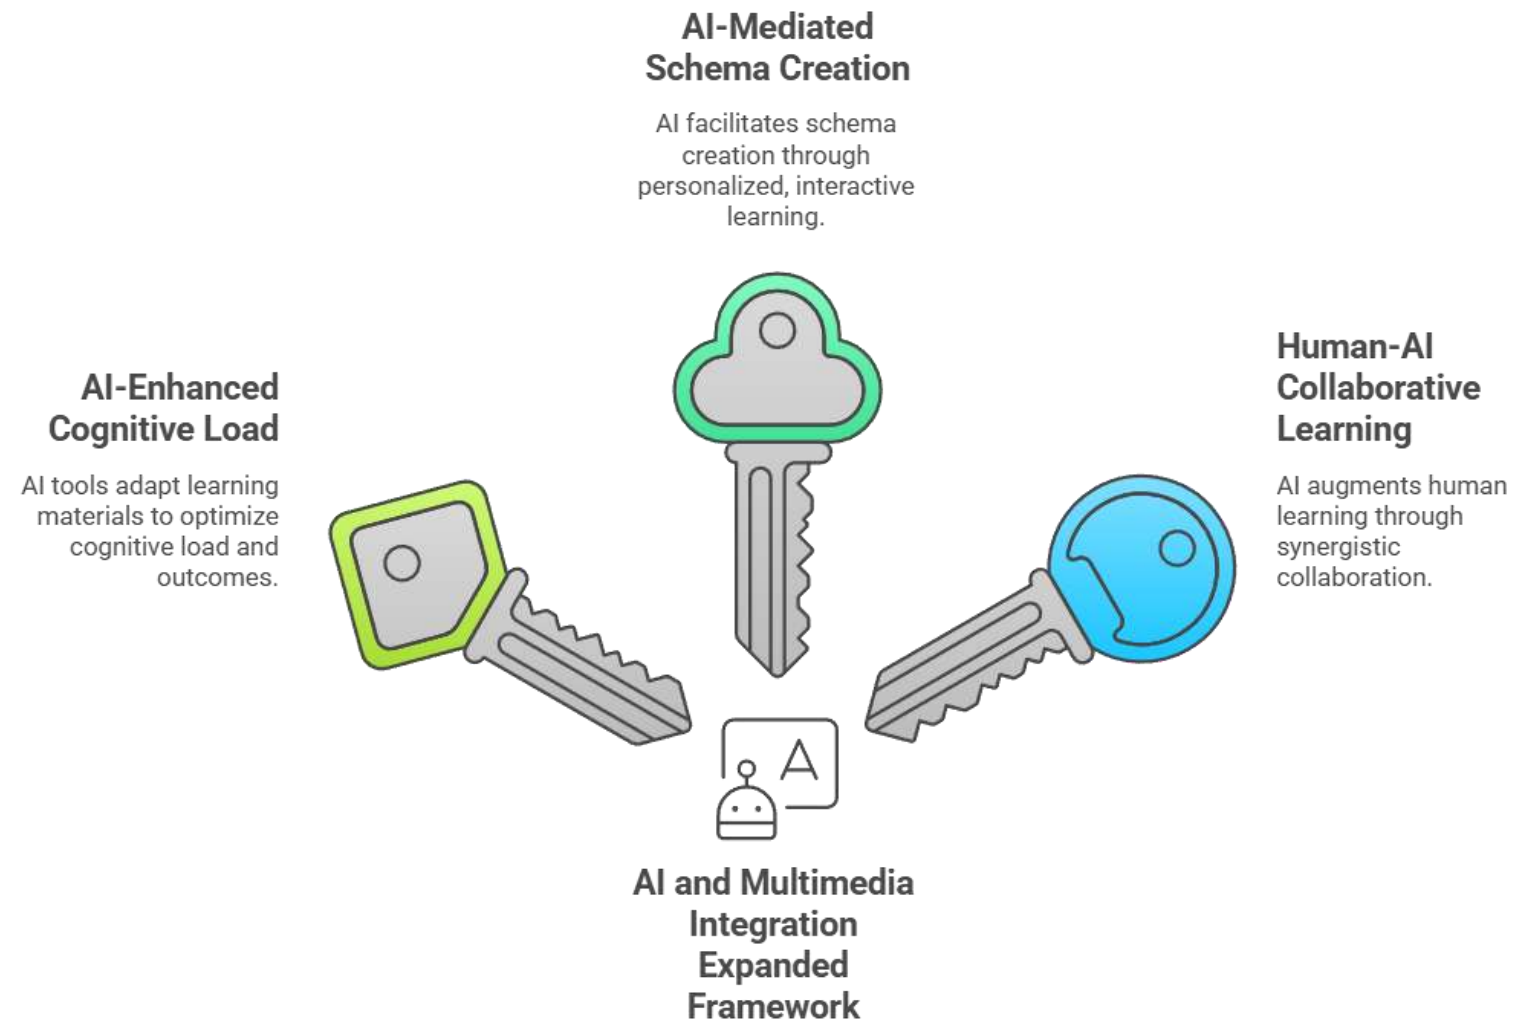 AI-Mediated
Schema Creation
AI facilitates schema
creation through
personalized, interactive
learning.
AI-Enhanced
Cognitive Load
AI tools adapt learning
materials to optimize
cognitive load and
outcomes.
Human-AI
Collaborative
Learning
AI augments human
learning through
synergistic
collaboration.
A
AI and Multimedia
Integration
Expanded
Framework